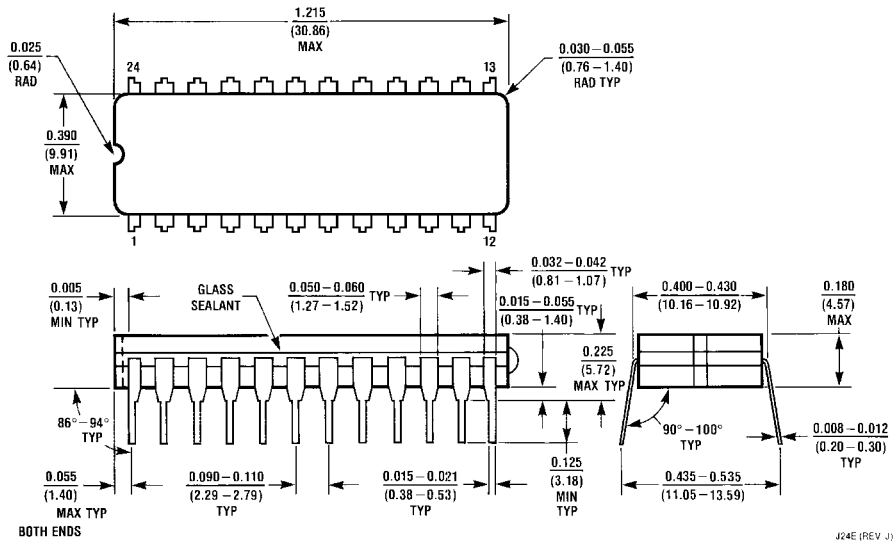 1.215
(30.86)
MAX
0.025
(0.64)
RAD
24
13
0.030–0.055
(0.76–1.40)
RAD TYP
0.390
(9.91)
MAX
1
12
0.005
(0.13)
MIN TYP
GLASS
SEALANT
0.050–0.060
(1.27–1.52)
TYP
0.032–0.042
(0.81–1.07)
TYP
0.015–0.055
(0.38–1.40)
TYP
0.400–0.430
(10.16–10.92)
0.180
(4.57)
MAX
0.225
(5.72)
MAX TYP
86°–94°
TYP
90°–100°
TYP
0.008–0.012
(0.20–0.30)
TYP
0.055
(1.40)
MAX TYP
BOTH ENDS
0.090–0.110
(2.29–2.79)
TYP
0.015–0.021
(0.38–0.53)
TYP
0.125
(3.18)
MIN
TYP
0.435–0.535
(11.05–13.59)
J24E (REV J)